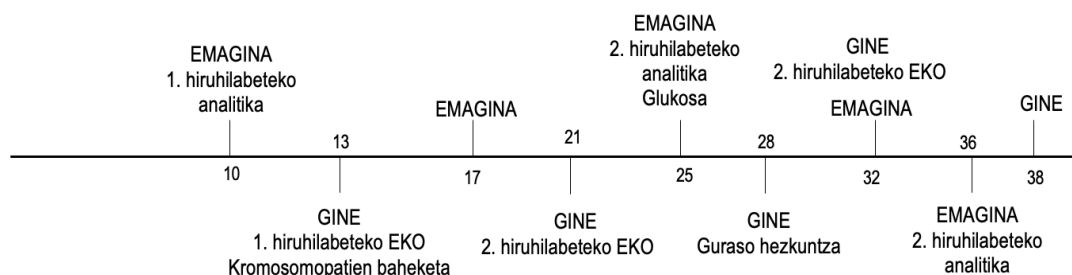 EMAGINA
1. hiruhilabeteko
analitika
10
13
GINE
1. hiruhilabeteko EKO
Kromosomopatien baheketa
EMAGINA
17
21
GINE
2. hiruhilabeteko EKO
EMAGINA
2. hiruhilabeteko
analitika
Glukosa
25
28
GINE
Guraso hezkuntza
GINE
2. hiruhilabeteko EKO
EMAGINA
32
36
EMAGINA
2. hiruhilabeteko
analitika
GINE
38